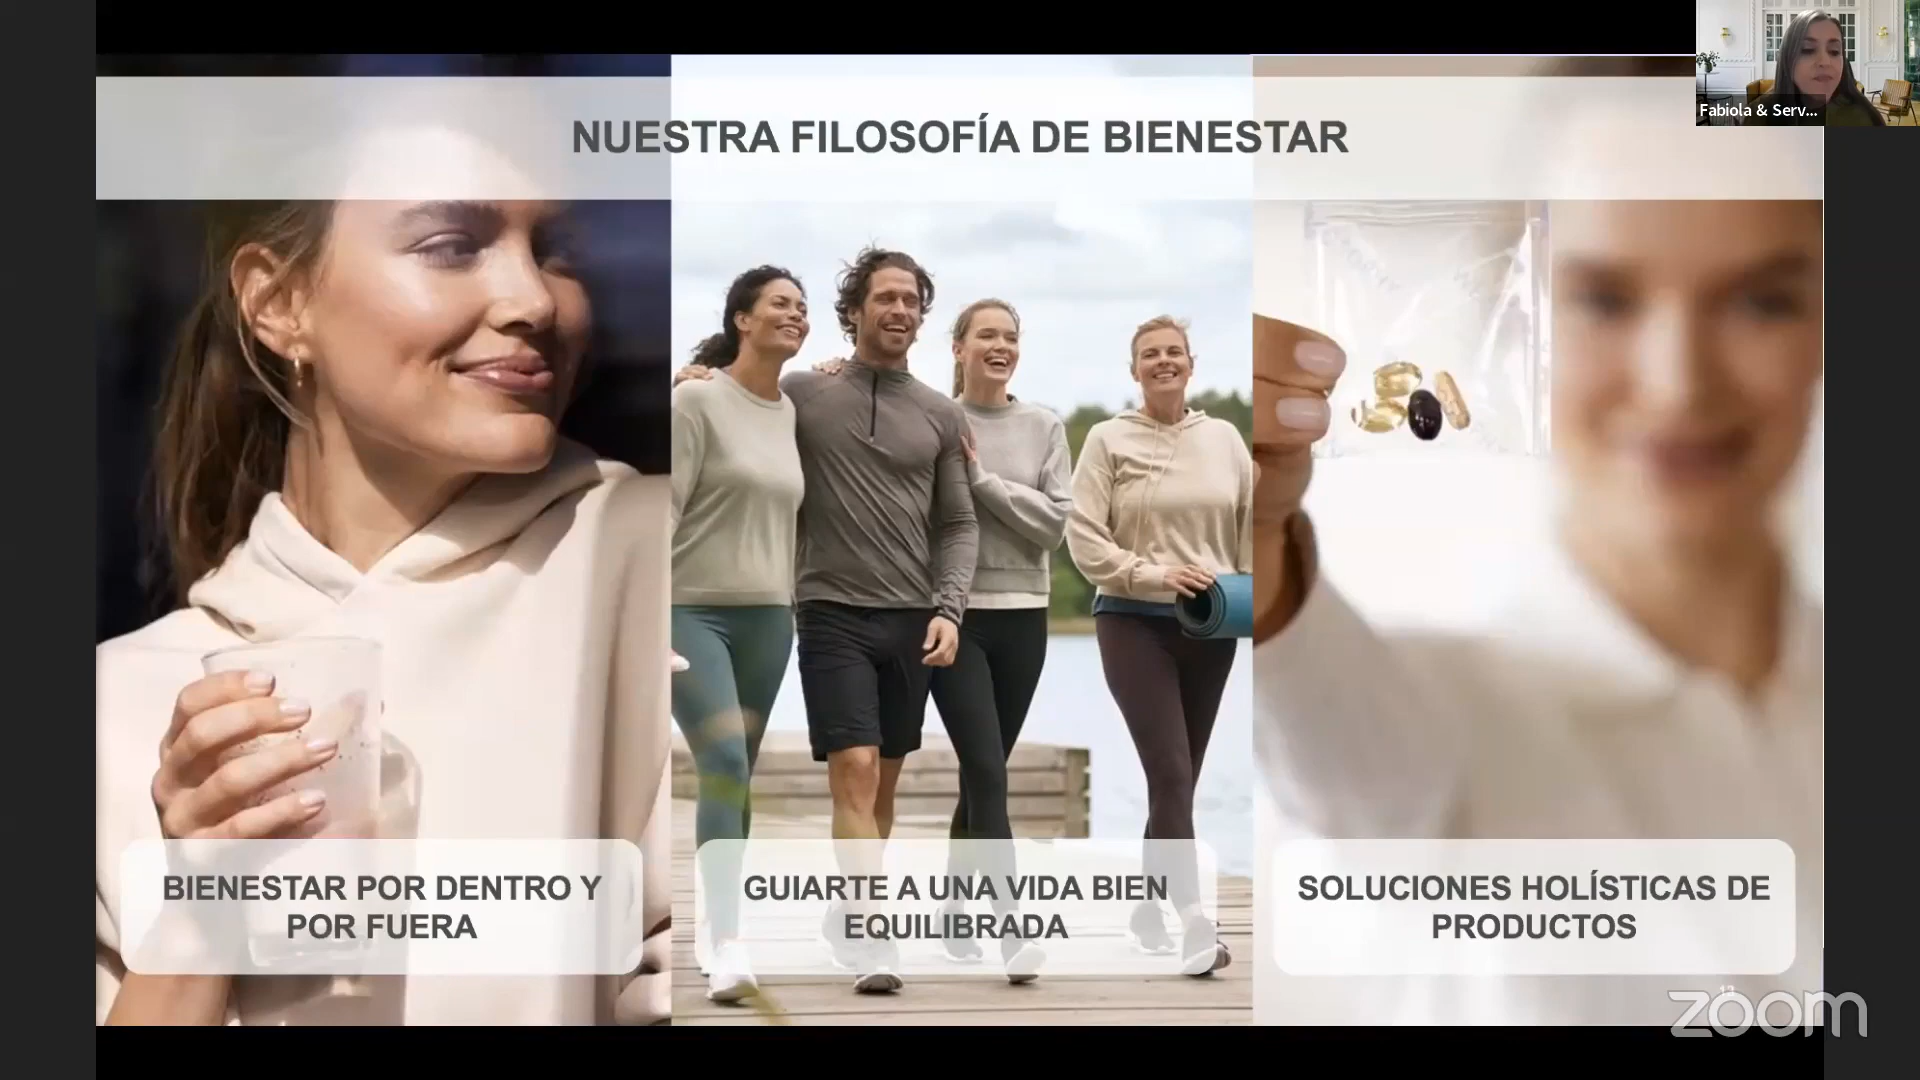 NUESTRA FILOSOFÍA DE BIENESTAR
Fabiola & Serv...
BIENESTAR POR DENTRO Y
POR FUERA
GUIARTE A UNA VIDA BIEN
EQUILIBRADA
SOLUCIONES HOLÍSTICAS DE
PRODUCTOS
13
zoom